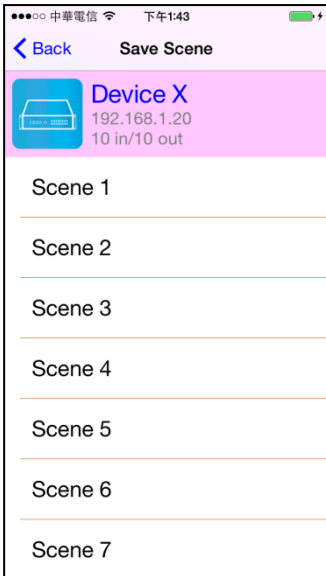 中華電信 下午1:43
Back Save Scene
Device X
192.168.1.20
10 in/10 out
Scene 1
Scene 2
Scene 3
Scene 4
Scene 5
Scene 6
Scene 7